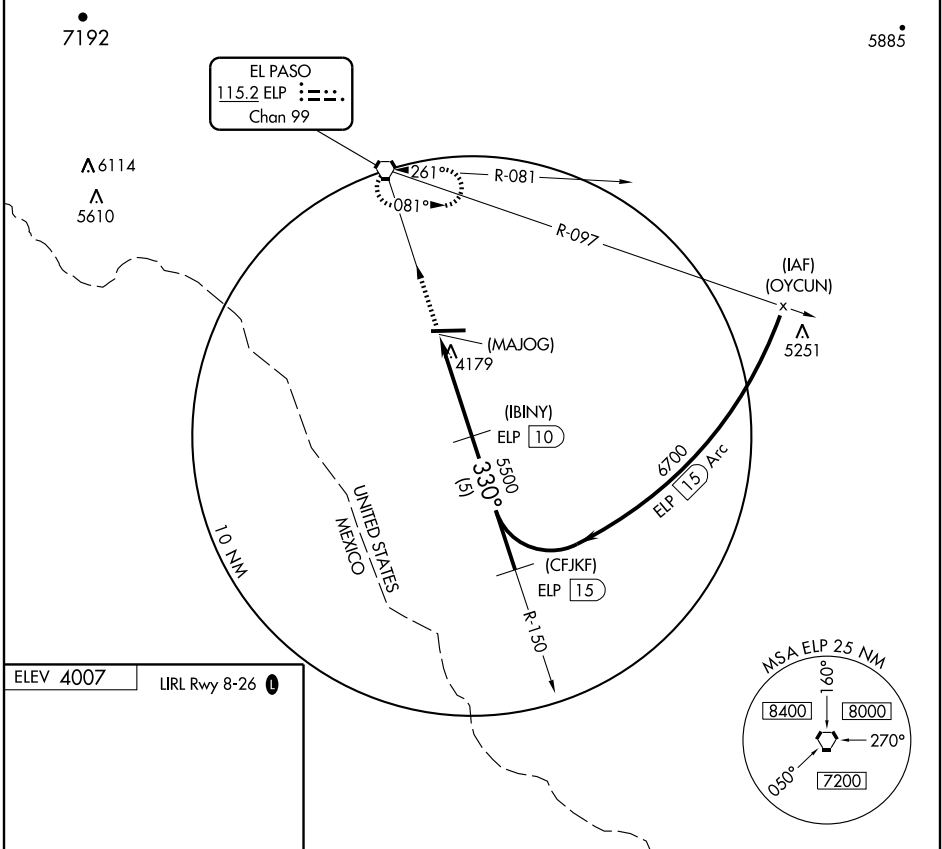 7192
5885
EL PASO
115.2 ELP
Chan 99
6114
5610
261°
R-081
081°
R-097
(IAF)
(OYCUN)
5251
(MAJOG)
4179
(IBINY)
ELP 10
5500
330°
(5)
6700
ELP 15 Arc
UNITED STATES
MEXICO
10 NM
(CFJKF)
ELP 15
R-150
ELEV 4007
LIRL Rwy 8-26 L
MSA ELP 25 NM
160°
8400
8000
270°
050°
7200